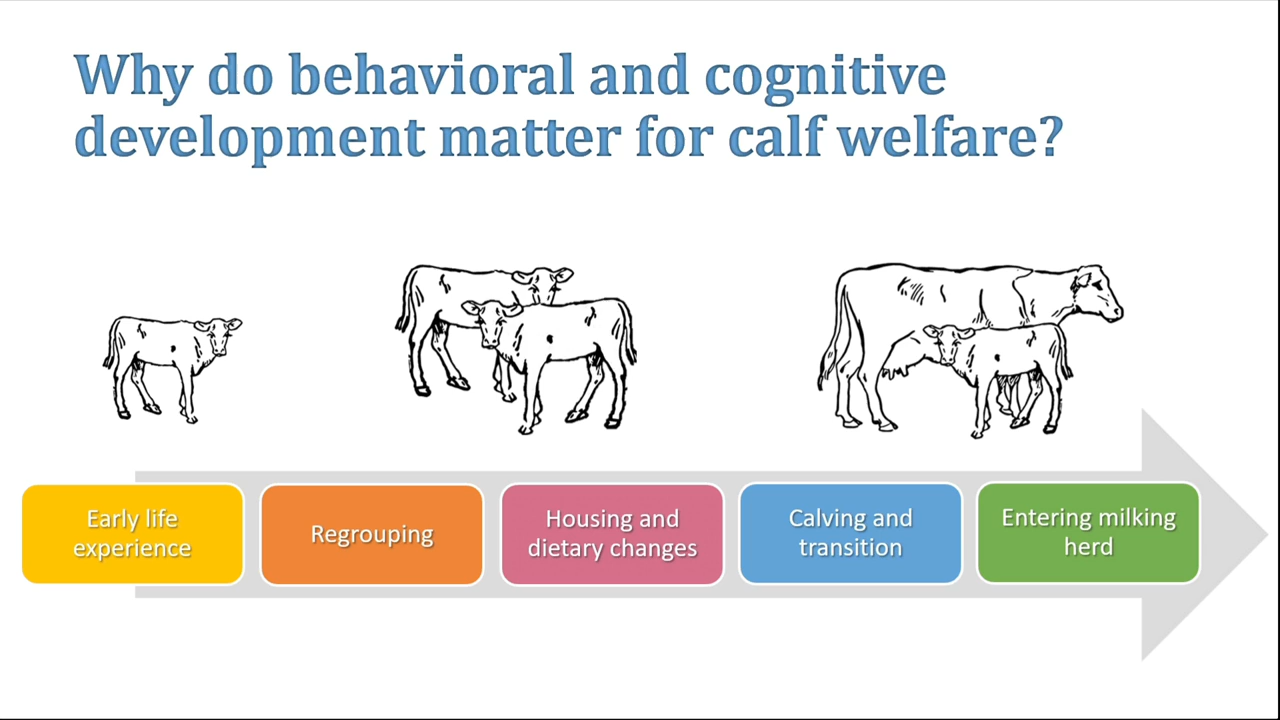 Why do behavioral and cognitive
development matter for calf welfare?
Early life
experience
Regrouping
Housing and
dietary changes
Calving and
transition
Entering milking
herd